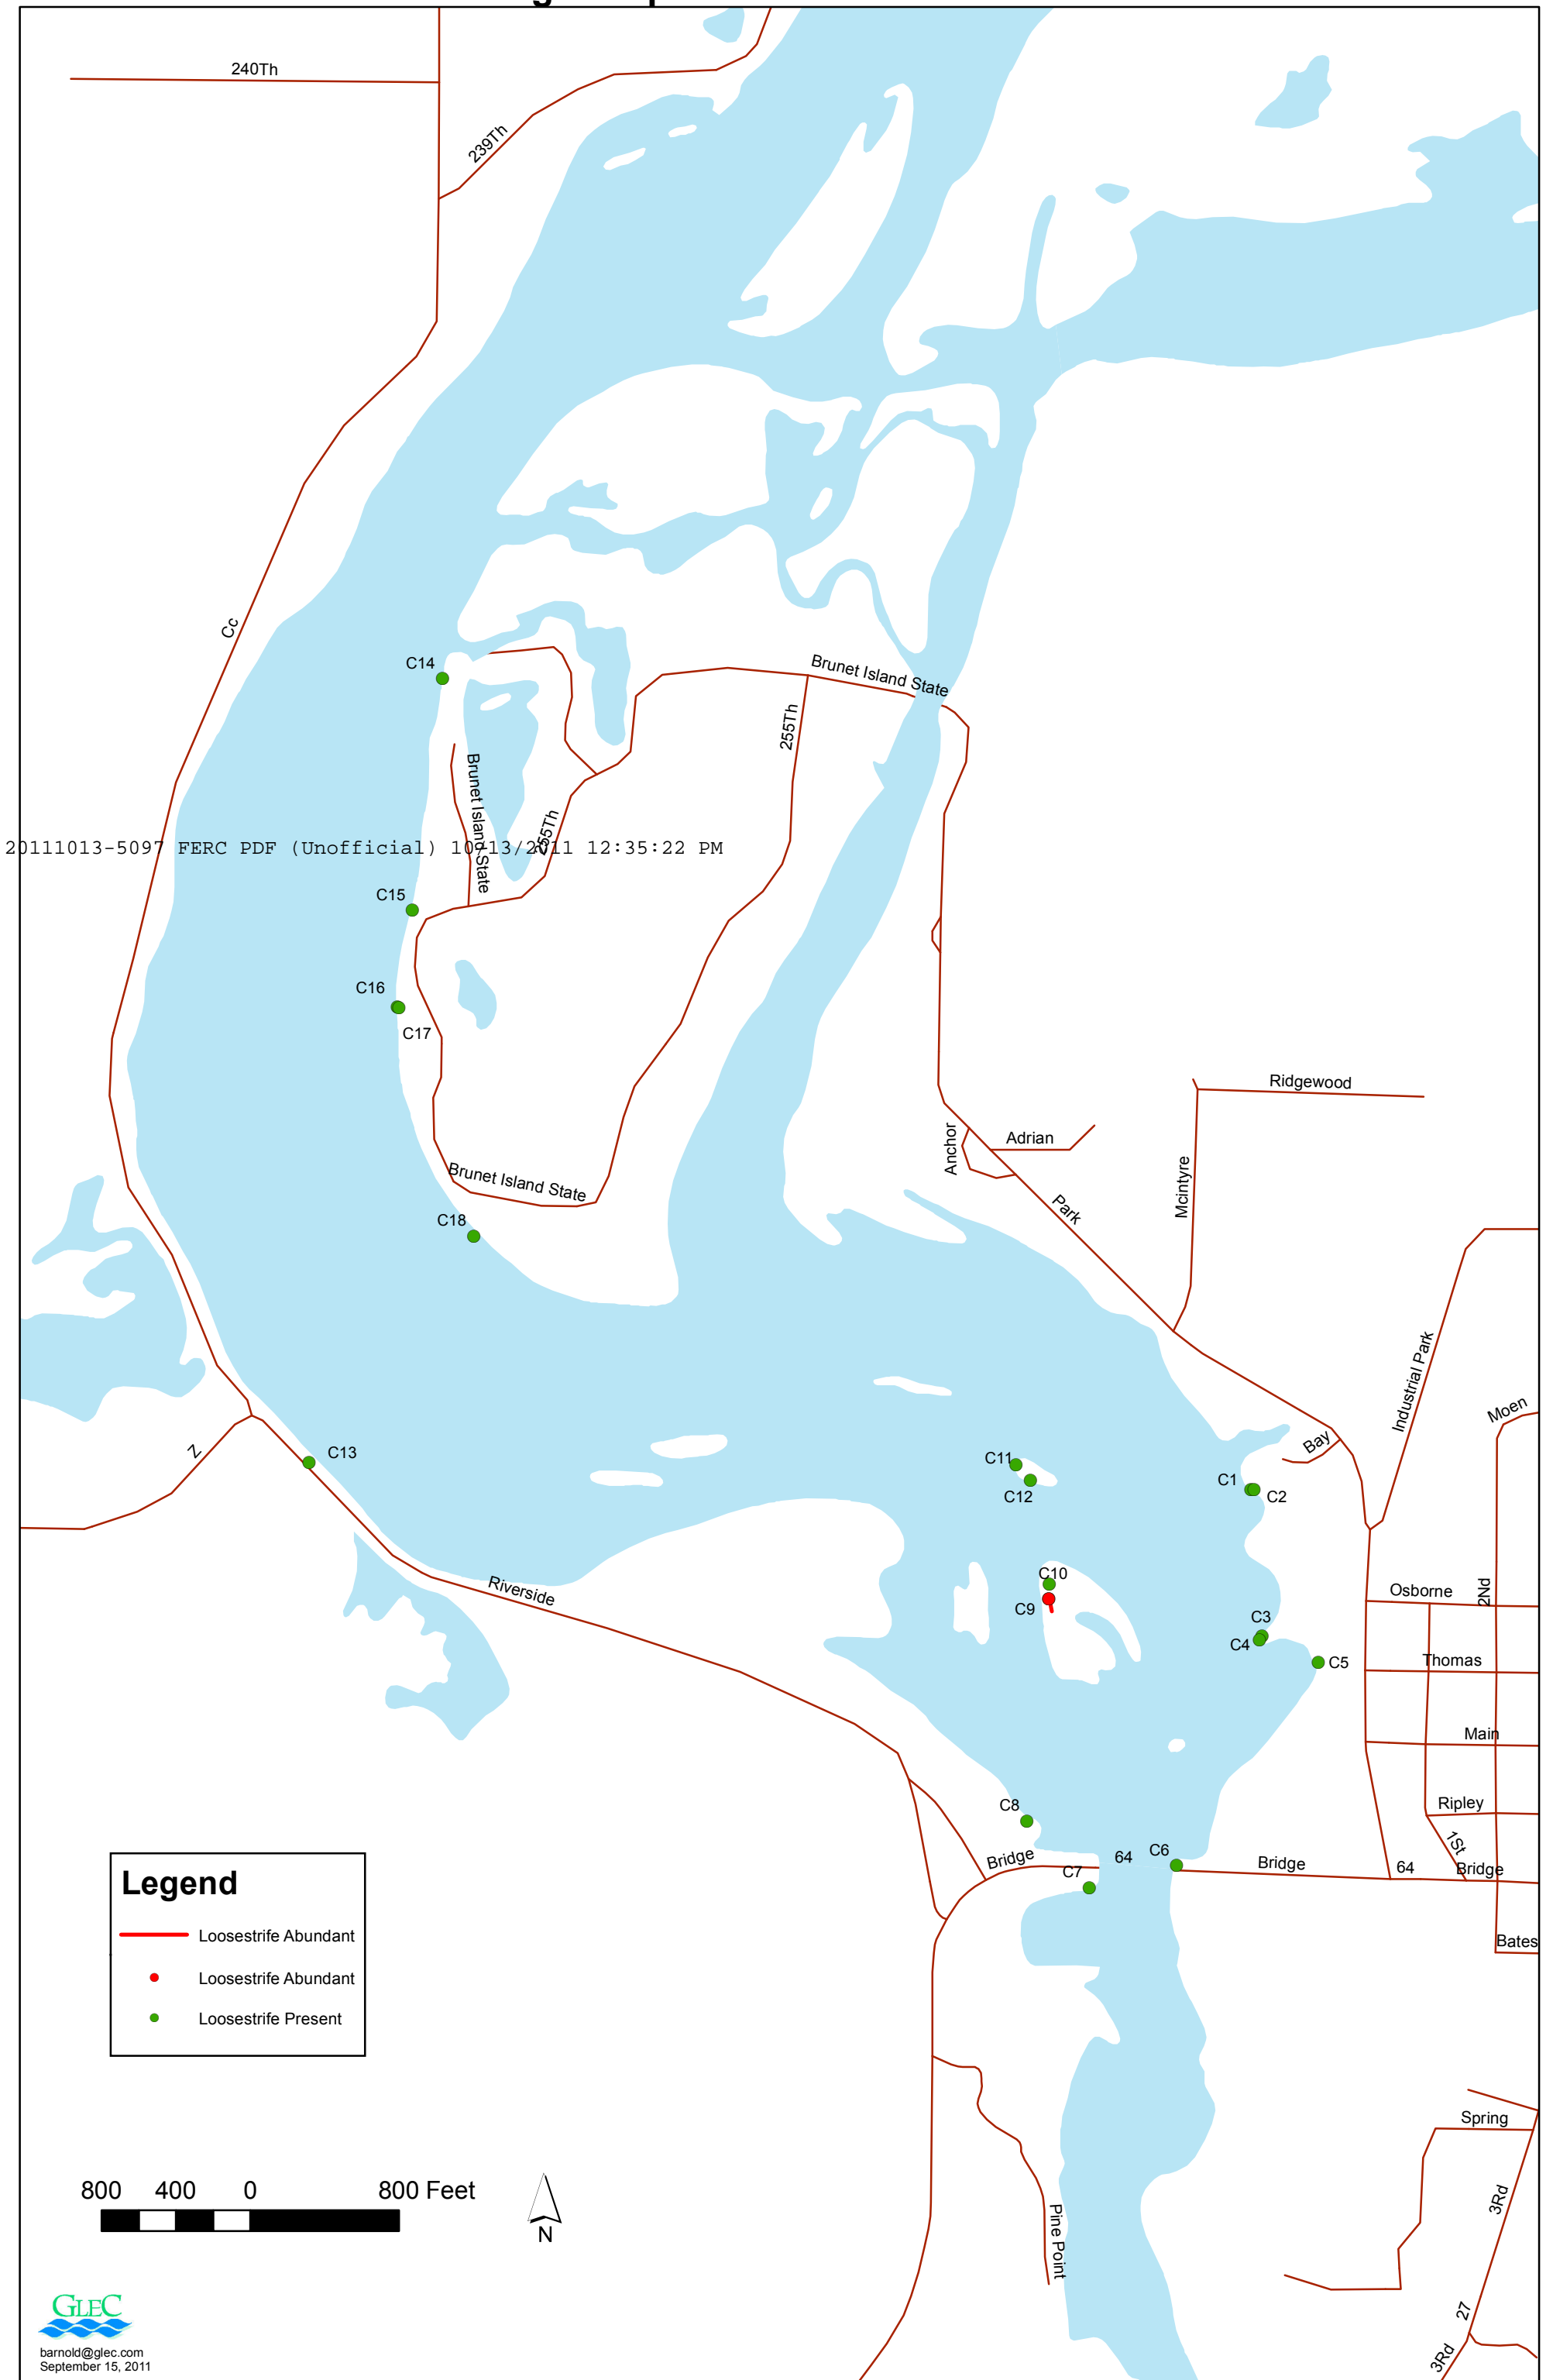 240Th
239Th
Cc
C14
Brunet Island State
255Th
Brunet Island State
255Th
20111013-5097 FERC PDF (Unofficial) 10/13/2011 12:35:22 PM
C15
C16
C17
Ridgewood
Adrian
Anchor
Mcintyre
Park
Brunet Island State
C18
Industrial Park
Moen
Bay
Z
C13
C11
C12
C1
C2
Riverside
C10
C9
Osborne
2Nd
C3
C4
C5
Thomas
Main
C8
Ripley
1St
Bridge
64
C6
Bridge
64
Bridge
C7
Bates
Legend
Loosestrife Abundant
Loosestrife Abundant
Loosestrife Present
Spring
3Rd
800 400 0 800 Feet
N
Pine Point
27
3Rd
GLEC
barnold@glec.com
September 15, 2011